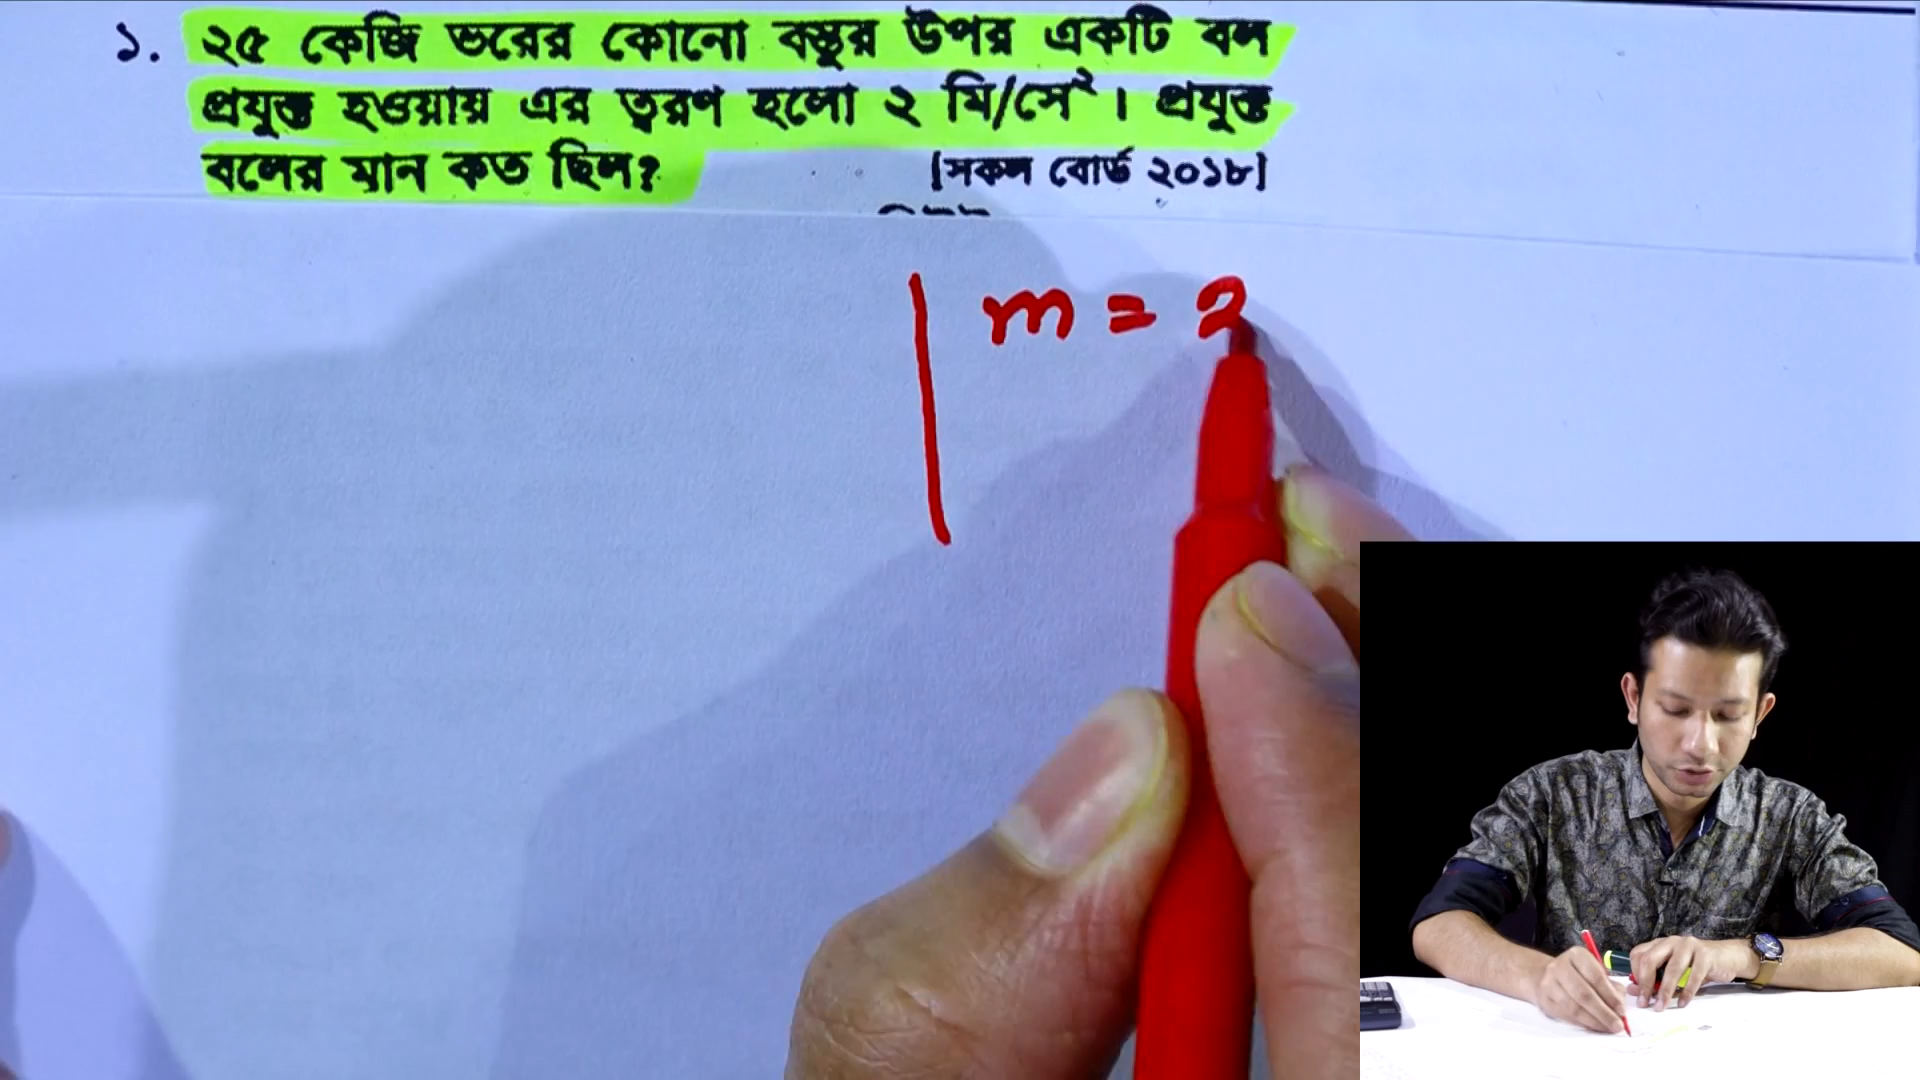 ১. ২৫ কেজি ভরের কোনো বস্তুর উপর একটি বল
প্রযুক্ত হওয়ায় এর ত্বরণ হলো ২ মি/সে²। প্রযুক্ত
বলের মান কত ছিল? [সকল বোর্ড ২০১৮]
m = 2